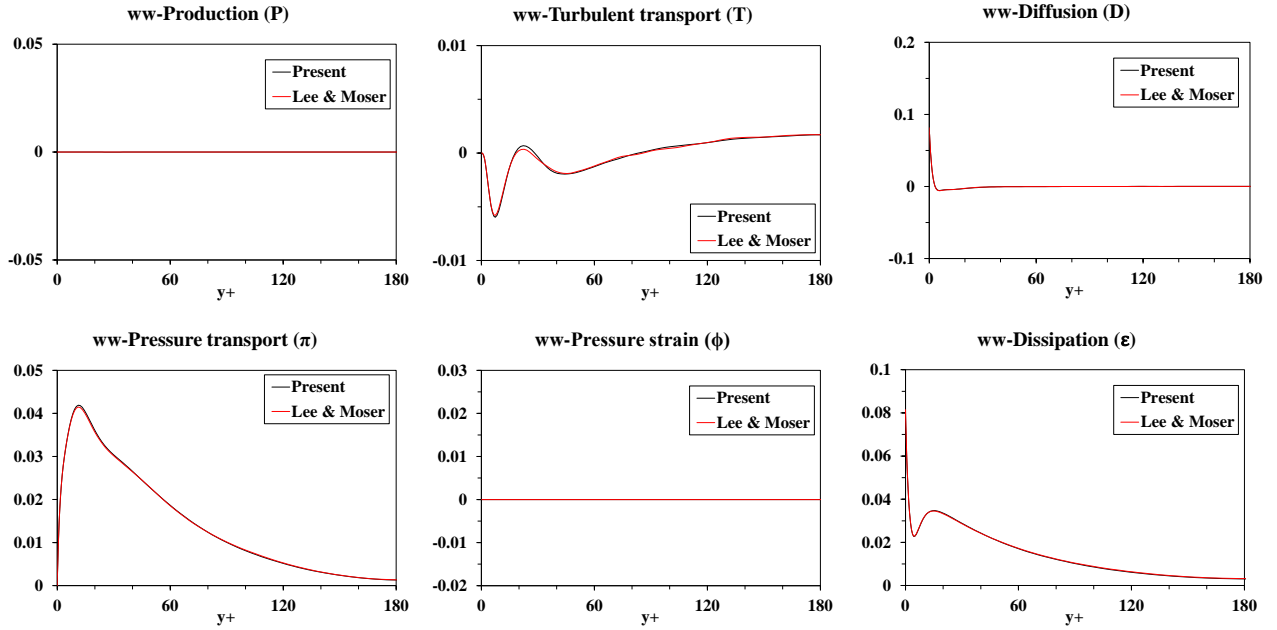 ww-Production (P)
0.05
0
-0.05
0
60
120
180
y+
Present
Lee & Moser
ww-Turbulent transport (T)
0.01
0
-0.01
0
60
120
180
y+
Present
Lee & Moser
ww-Diffusion (D)
0.2
0.1
0
-0.1
0
60
120
180
y+
Present
Lee & Moser
ww-Pressure transport (π)
0.05
0.04
0.03
0.02
0.01
0
0
60
120
180
y+
Present
Lee & Moser
ww-Pressure strain (ϕ)
0.03
0.02
0.01
0
-0.01
-0.02
0
60
120
180
y+
Present
Lee & Moser
ww-Dissipation (ε)
0.1
0.08
0.06
0.04
0.02
0
0
60
120
180
y+
Present
Lee & Moser